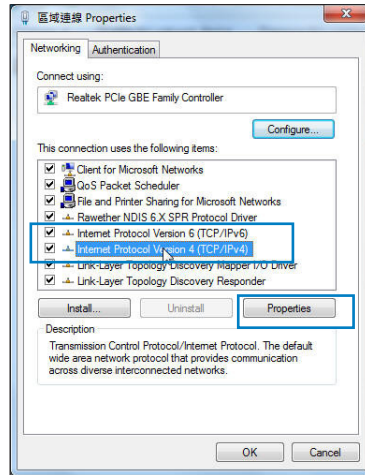 區域連線 Properties
Networking
Authentication
Connect using:
Realtek PCIe GBE Family Controller
Configure...
This connection uses the following items:
Client for Microsoft Networks
QoS Packet Scheduler
File and Printer Sharing for Microsoft Networks
Rawether NDIS 6.X SPR Protocol Driver
Internet Protocol Version 6 (TCP/IPv6)
Internet Protocol Version 4 (TCP/IPv4)
Link-Layer Topology Discovery Mapper I/O Driver
Link-Layer Topology Discovery Responder
Install...
Uninstall
Properties
Description
Transmission Control Protocol/Internet Protocol. The default
wide area network protocol that provides communication
across diverse interconnected networks.
OK
Cancel